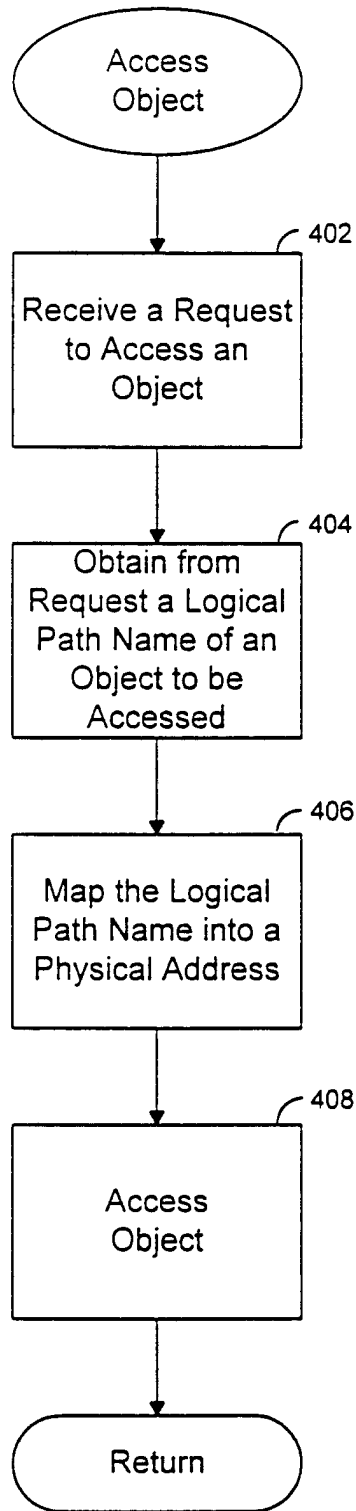 Access
Object
402
Receive a Request
to Access an
Object
404
Obtain from
Request a Logical
Path Name of an
Object to be
Accessed
406
Map the Logical
Path Name into a
Physical Address
408
Access
Object
Return